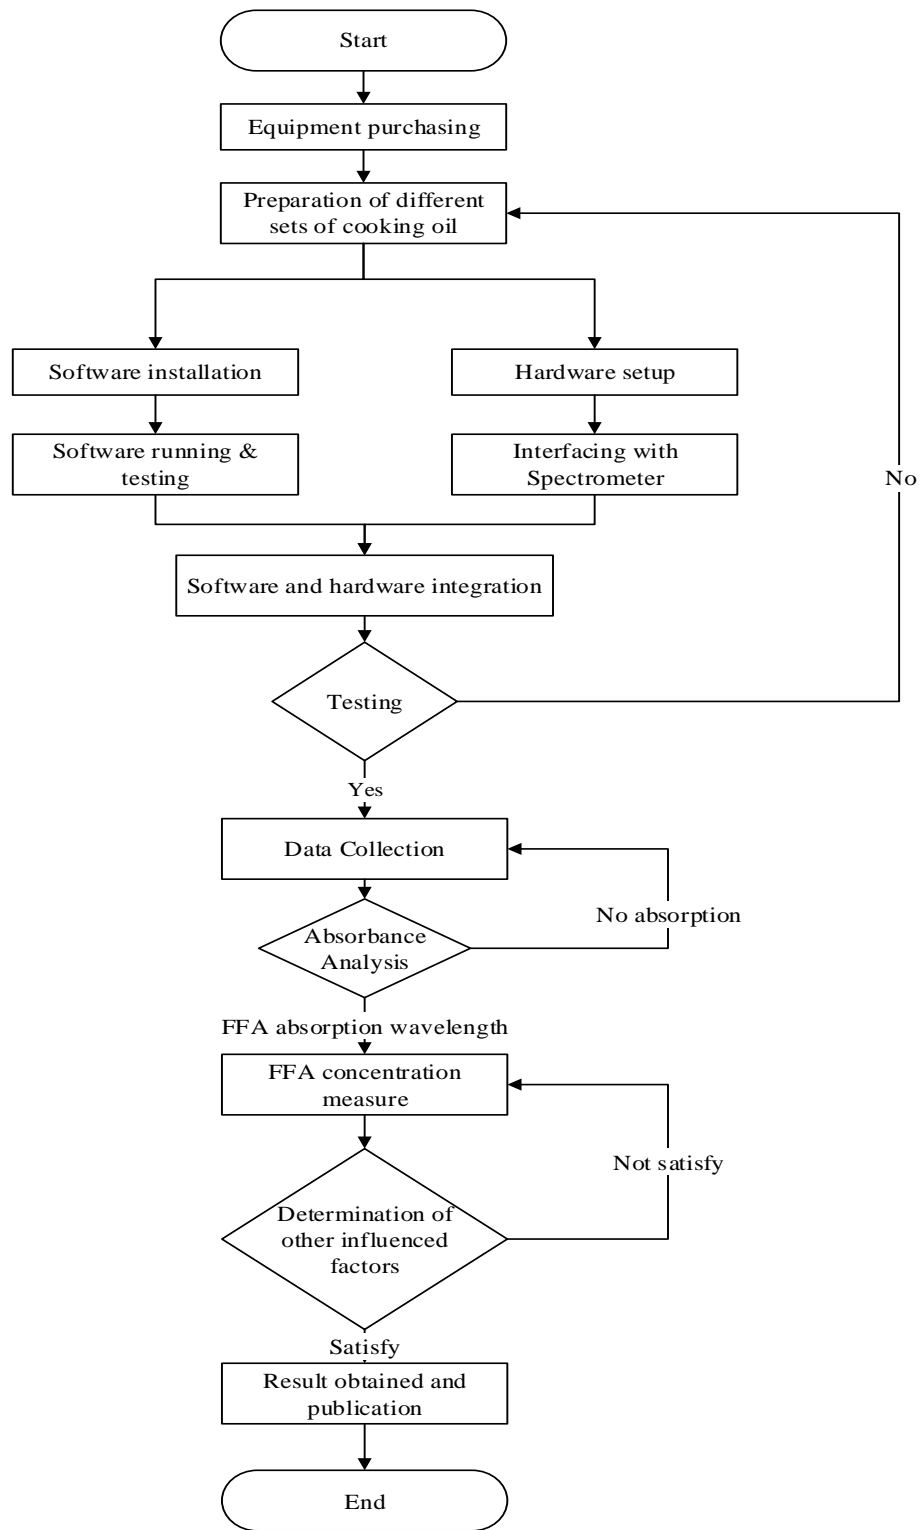 Start
Equipment purchasing
Preparation of different
sets of cooking oil
Software installation
Hardware setup
Software running &
testing
Interfacing with
Spectrometer
No
Software and hardware integration
Testing
Yes
Data Collection
No absorption
Absorbance
Analysis
FFA absorption wavelength
FFA concentration
measure
Not satisfy
Determination of
other influenced
factors
Satisfy
Result obtained and
publication
End